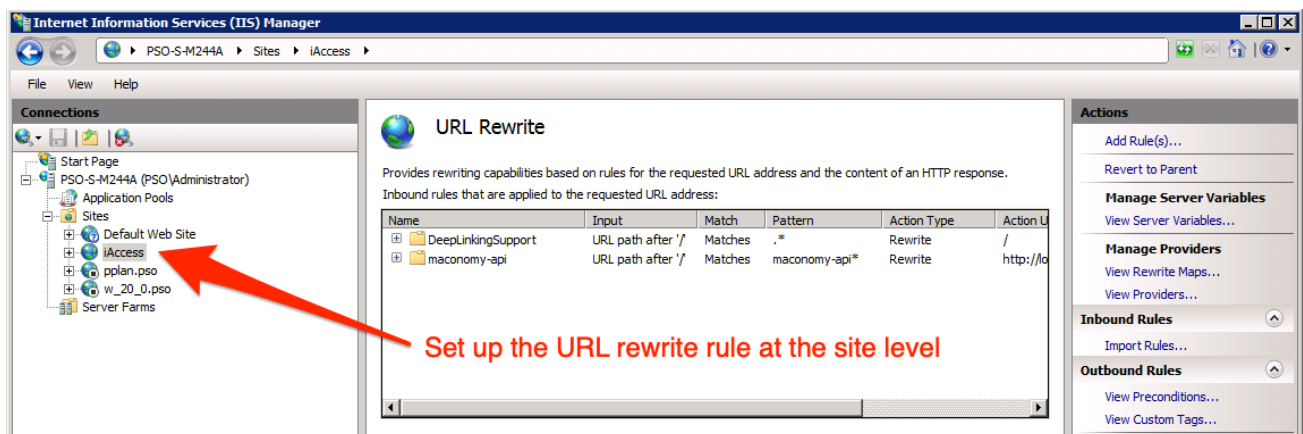 Internet Information Services (IIS) Manager
PSO-S-M244A Sites iAccess
File View Help
Connections
Start Page
PSO-S-M244A (PSO\Administrator)
Application Pools
Sites
Default Web Site
iAccess
pplan.pso
w_20_0.pso
Server Farms
URL Rewrite
Provides rewriting capabilities based on rules for the requested URL address and the content of an HTTP response.
Inbound rules that are applied to the requested URL address:
Name Input Match Pattern Action Type Action U
DeepLinkingSupport URL path after '/' Matches .* Rewrite /
maconomy-api URL path after '/' Matches maconomy-api* Rewrite http://lo
Set up the URL rewrite rule at the site level
Actions
Add Rule(s)...
Revert to Parent
Manage Server Variables
View Server Variables...
Manage Providers
View Rewrite Maps...
View Providers...
Inbound Rules
Import Rules...
Outbound Rules
View Preconditions...
View Custom Tags...